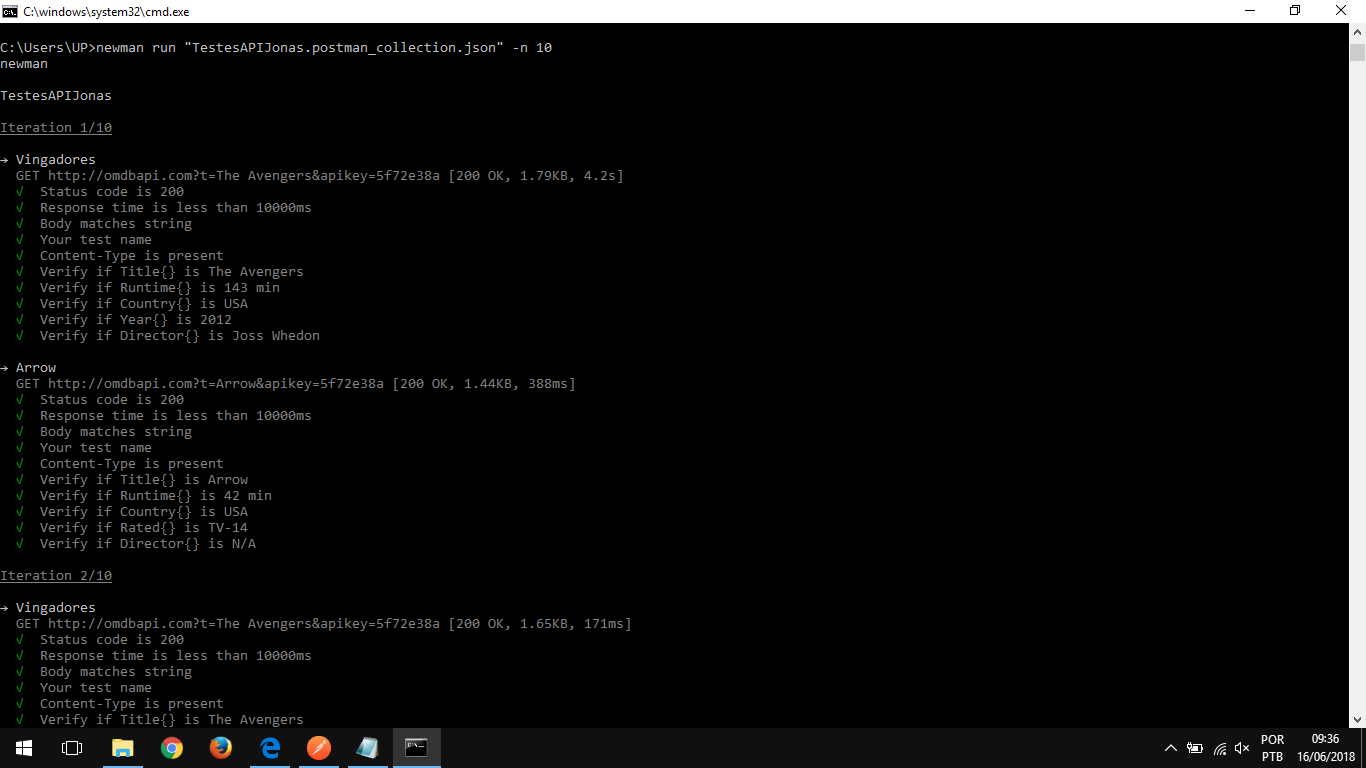 C:\windows\system32\cmd.exe
C:\Users\UP>newman run "TestesAPIJonas.postman_collection.json" -n 10
newman
TestesAPIJonas
Iteration 1/10
→ Vingadores
GET http://omdbapi.com?t=The Avengers&apikey=5f72e38a [200 OK, 1.79KB, 4.2s]
√ Status code is 200
√ Response time is less than 10000ms
√ Body matches string
√ Your test name
√ Content-Type is present
√ Verify if Title{} is The Avengers
√ Verify if Runtime{} is 143 min
√ Verify if Country{} is USA
√ Verify if Year{} is 2012
√ Verify if Director{} is Joss Whedon
→ Arrow
GET http://omdbapi.com?t=Arrow&apikey=5f72e38a [200 OK, 1.44KB, 388ms]
√ Status code is 200
√ Response time is less than 10000ms
√ Body matches string
√ Your test name
√ Content-Type is present
√ Verify if Title{} is Arrow
√ Verify if Runtime{} is 42 min
√ Verify if Country{} is USA
√ Verify if Rated{} is TV-14
√ Verify if Director{} is N/A
Iteration 2/10
→ Vingadores
GET http://omdbapi.com?t=The Avengers&apikey=5f72e38a [200 OK, 1.65KB, 171ms]
√ Status code is 200
√ Response time is less than 10000ms
√ Body matches string
√ Your test name
√ Content-Type is present
√ Verify if Title{} is The Avengers
POR
PTB
09:36
16/06/2018